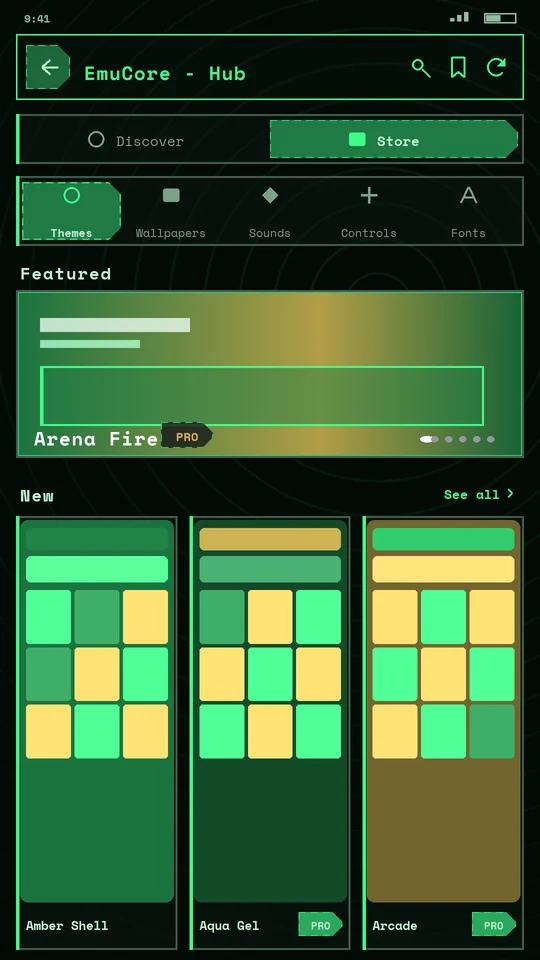 9:41
EmuCore - Hub
Discover
Store
Themes
Wallpapers
Sounds
Controls
Fonts
Featured
Arena Fire PRO
New
See all
Amber Shell
Aqua Gel PRO
Arcade PRO